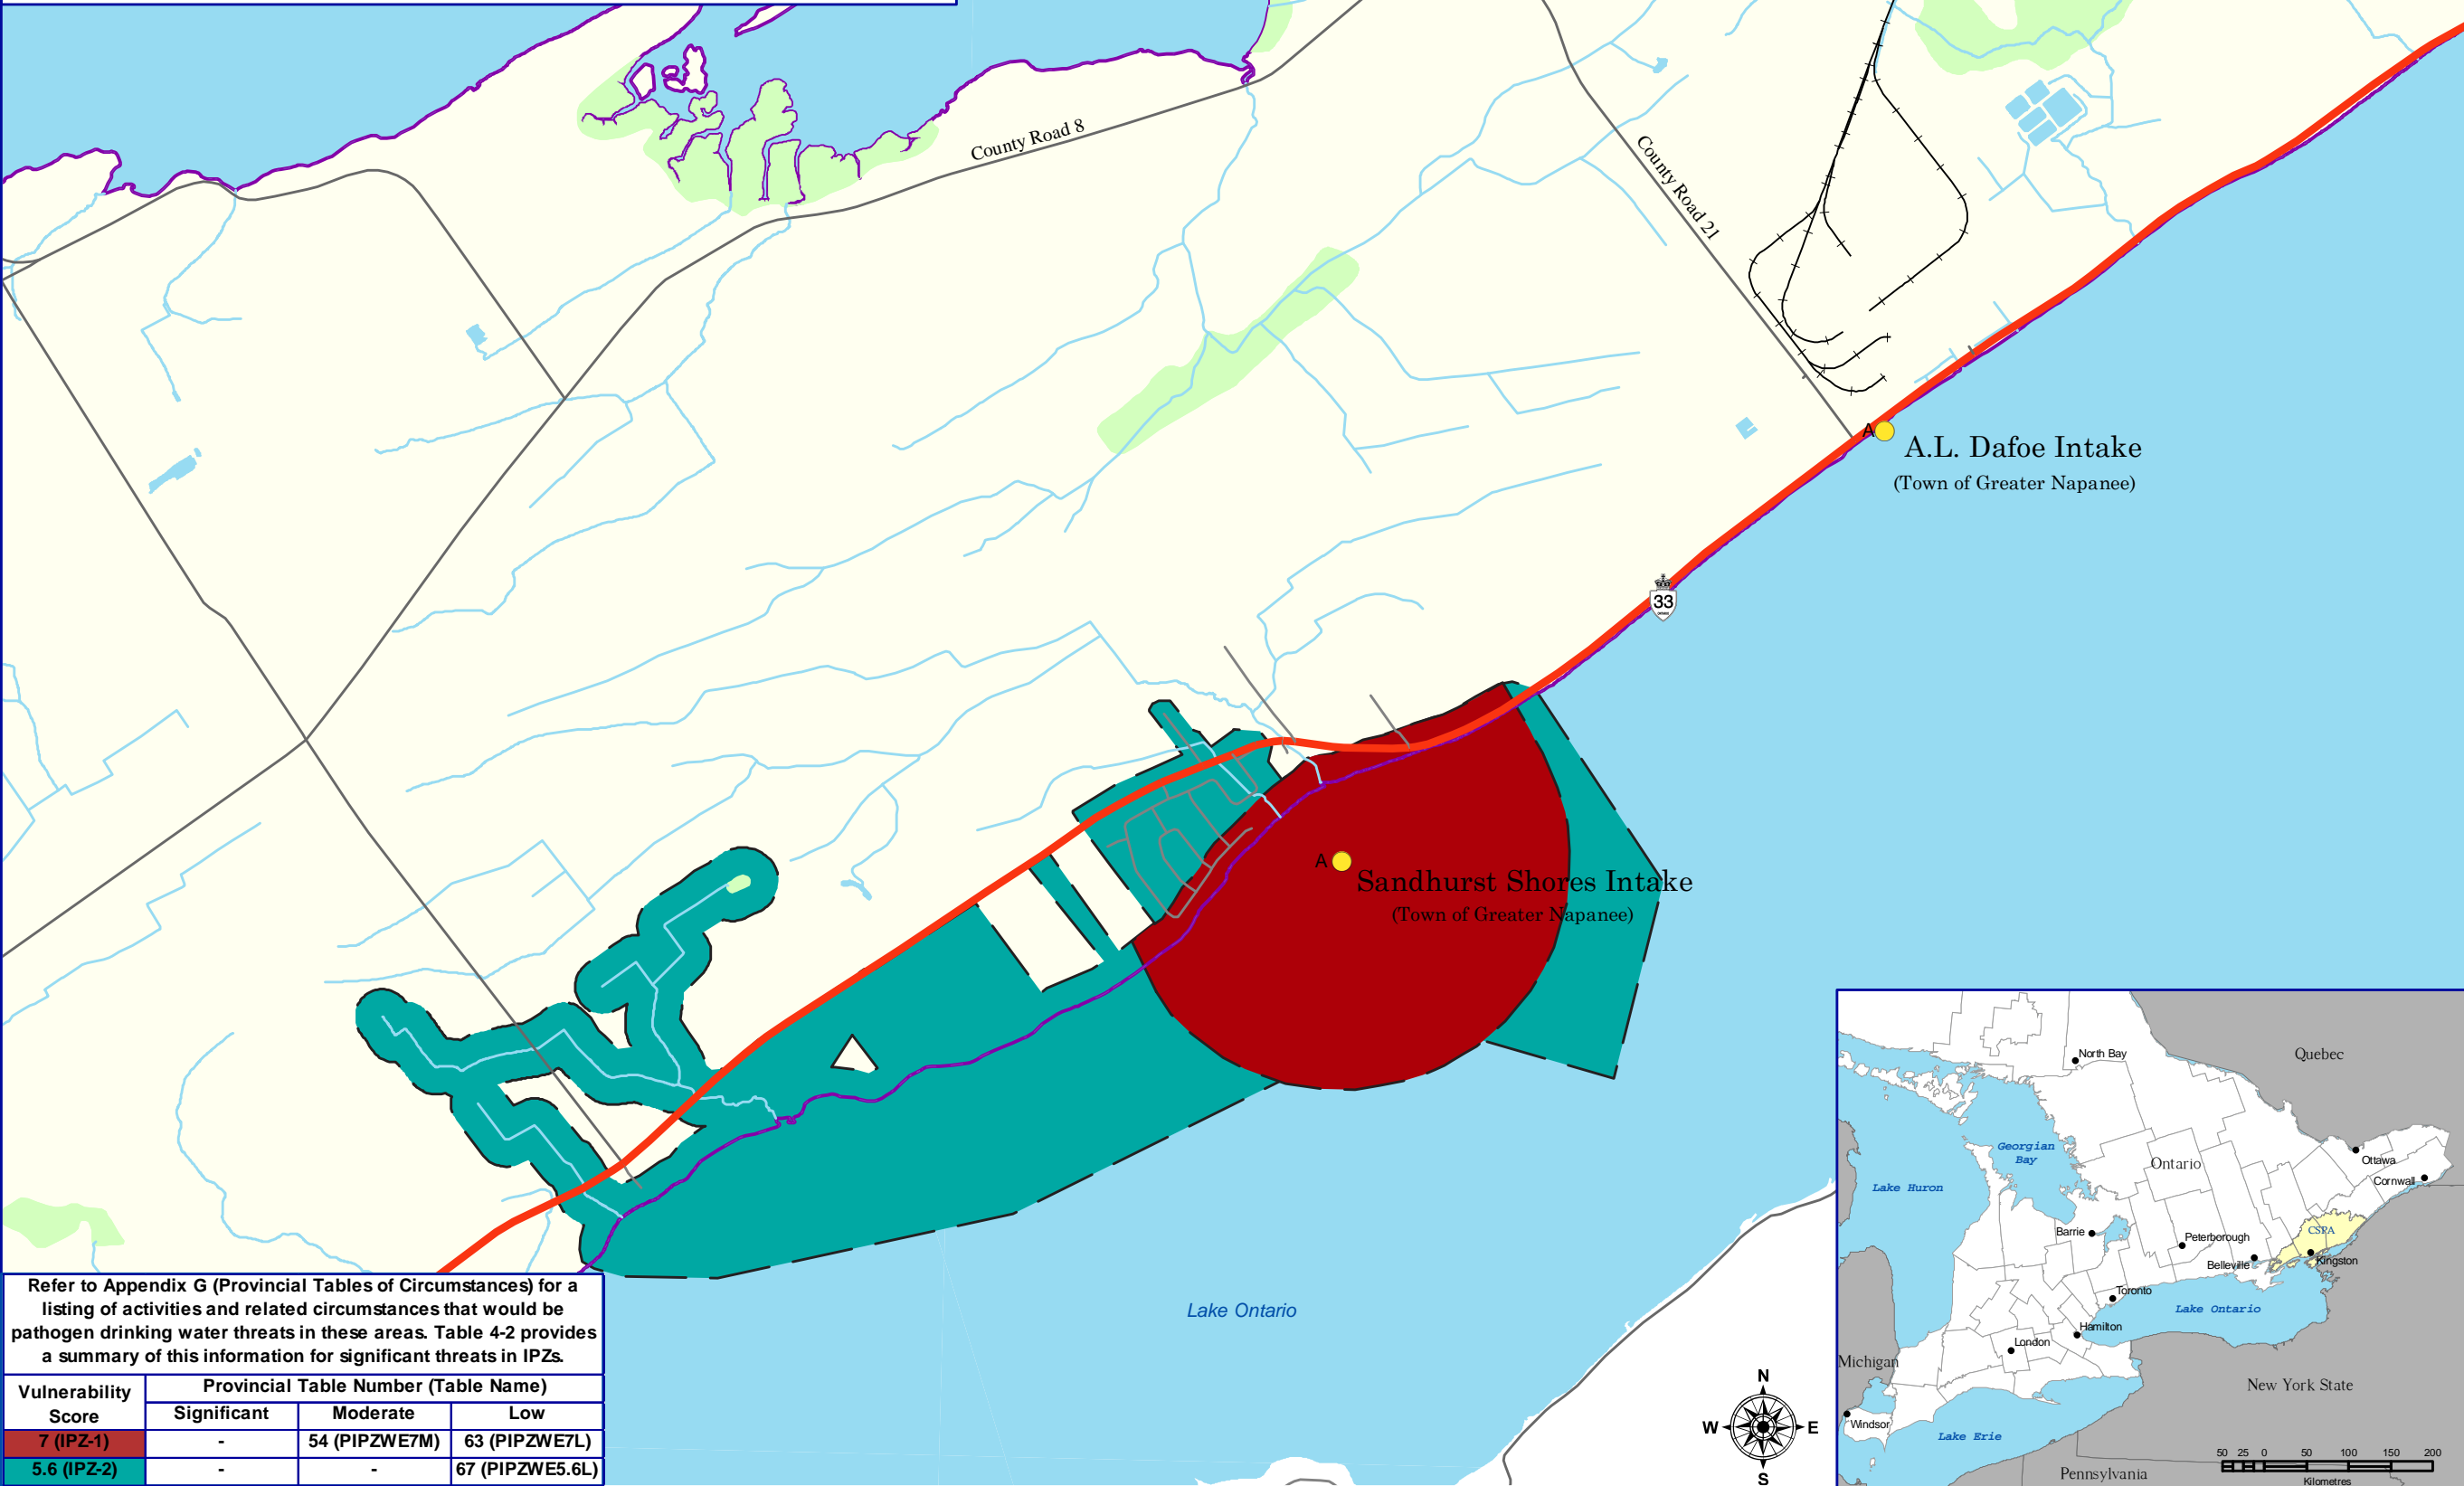 County Road 8
County Road 21
A
A.L. Dafoe Intake
(Town of Greater Napanee)
33
A
Sandhurst Shores Intake
(Town of Greater Napanee)
Lake Ontario
Refer to Appendix G (Provincial Tables of Circumstances) for a
listing of activities and related circumstances that would be
pathogen drinking water threats in these areas. Table 4-2 provides
a summary of this information for significant threats in IPZs.
Vulnerability
Score
Provincial Table Number (Table Name)
Significant
Moderate
Low
7 (IPZ-1)
-
54 (PIPZWE7M)
63 (PIPZWE7L)
5.6 (IPZ-2)
-
-
67 (PIPZWE5.6L)
N
W
E
S
North Bay
Quebec
Georgian
Bay
Ontario
Ottawa
Cornwall
Lake Huron
Barrie
Peterborough
CSPA
Belleville
Kingston
Toronto
Lake Ontario
Hamilton
London
Michigan
New York State
Windsor
Lake Erie
Pennsylvania
50 25 0 50 100 150 200
Kilometres